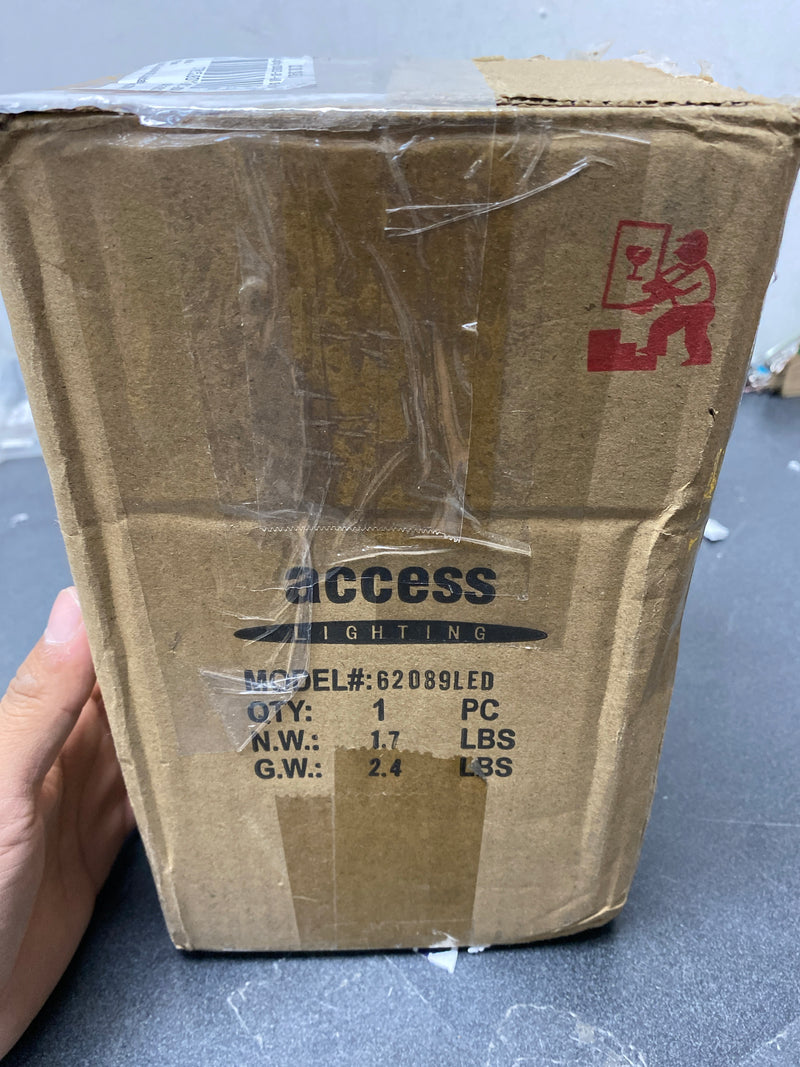 access
LIGHTING
MODEL#:62089LED
QTY: 1 PC
N.W.: 1.7 LBS
G.W.: 2.4 LBS